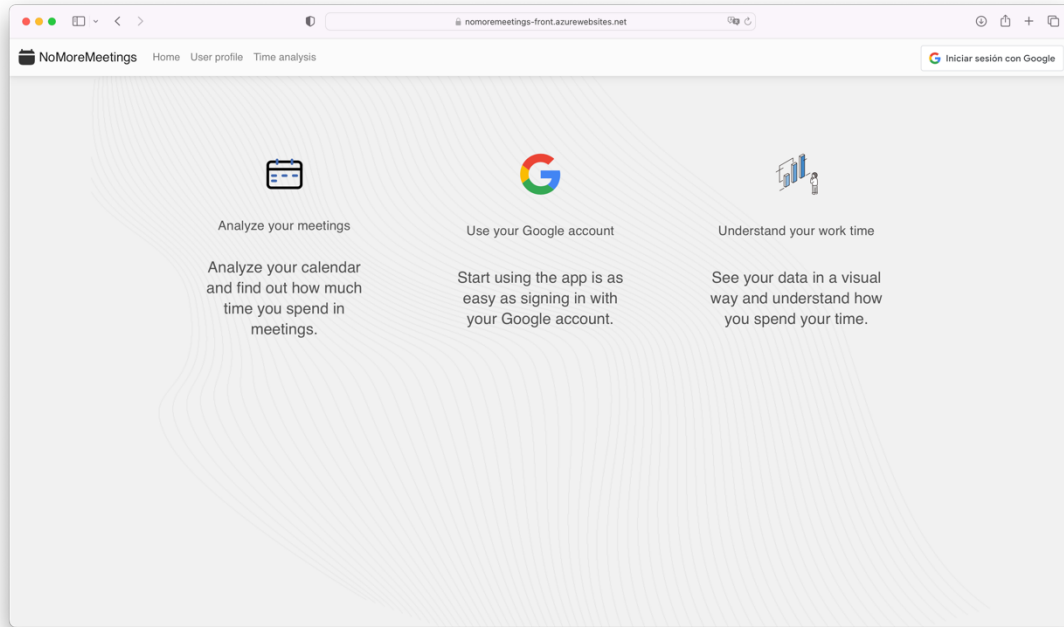 nomoremeetings-front.azurewebsites.net
NoMoreMeetings Home User profile Time analysis
Iniciar sesión con Google
Analyze your meetings
Analyze your calendar
and find out how much
time you spend in
meetings.
Use your Google account
Start using the app is as
easy as signing in with
your Google account.
Understand your work time
See your data in a visual
way and understand how
you spend your time.